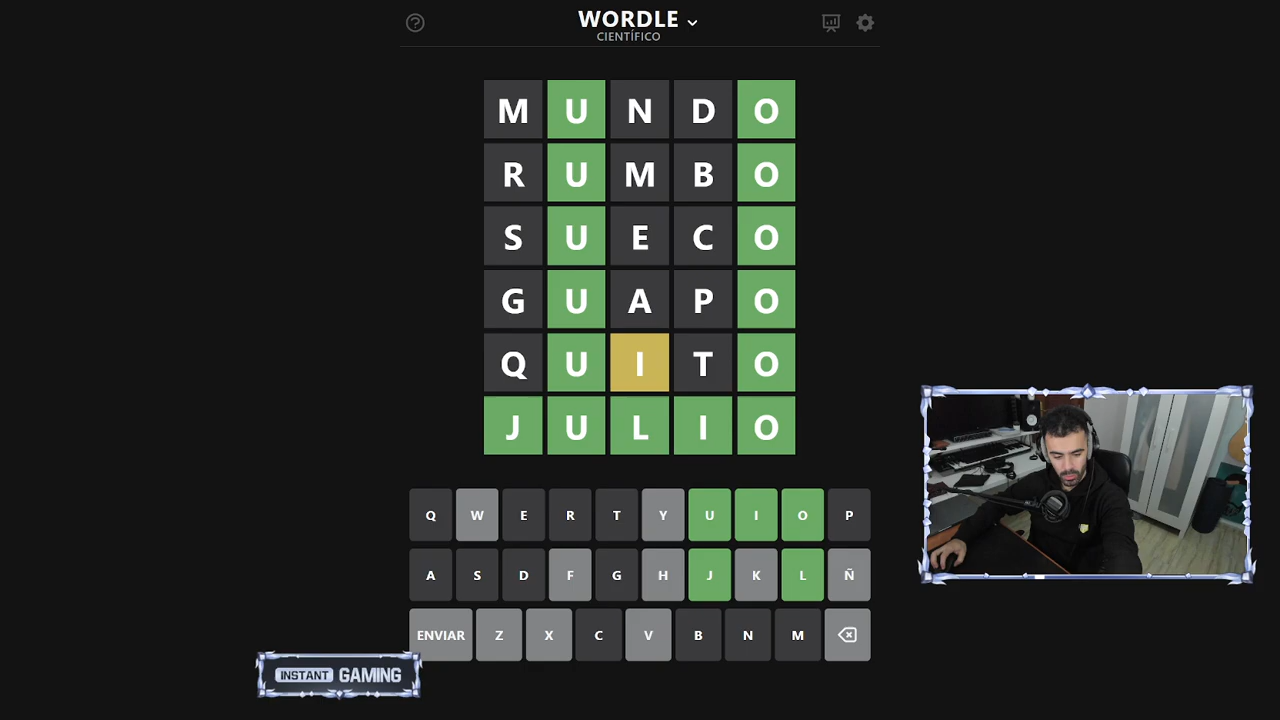 WORDLE
CIENTÍFICO
MUNDO
RUMBO
SUECO
GUAPO
QUITO
JULIO
Q W E R T Y U I O P
A S D F G H J K L Ñ
ENVIAR Z X C V B N M
INSTANT GAMING